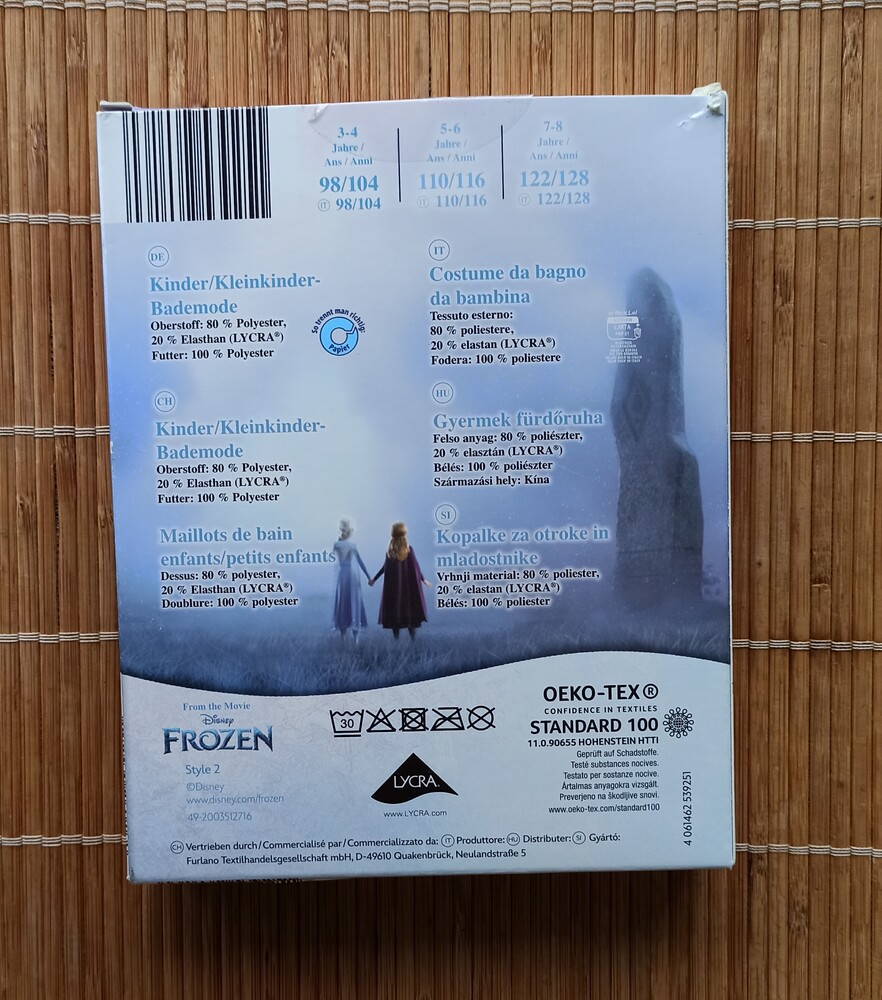 3-4
Jahre /
Ans / Anni
98/104
IT 98/104
5-6
Jahre /
Ans / Anni
110/116
IT 110/116
7-8
Jahre /
Ans / Anni
122/128
IT 122/128
DE
Kinder/Kleinkinder-
Bademode
Oberstoff: 80 % Polyester,
20 % Elasthan (LYCRA®)
Futter: 100 % Polyester
So trennt man richtig:
Papier
CH
Kinder/Kleinkinder-
Bademode
Oberstoff: 80 % Polyester,
20 % Elasthan (LYCRA®)
Futter: 100 % Polyester
Maillots de bain
enfants/petits enfants
Dessus: 80 % polyester,
20 % Elasthan (LYCRA®)
Doublure: 100 % polyester
IT
Costume da bagno
da bambina
Tessuto esterno:
80 % poliestere,
20 % elastan (LYCRA®)
Fodera: 100 % poliestere
CARTA
HU
Gyermek fürdőruha
Felso anyag: 80 % poliészter,
20 % elasztán (LYCRA®)
Bélés: 100 % poliészter
Származási hely: Kína
SI
Kopalke za otroke in
mladostnike
Vrhnji material: 80 % poliester,
20 % elastan (LYCRA®)
Bélés: 100 % poliester
From the Movie
Disney
FROZEN
Style 2
©Disney
www.disney.com/frozen
49-2003512716
30
LYCRA®
www.LYCRA.com
OEKO-TEX®
CONFIDENCE IN TEXTILES
STANDARD 100
11.0.90655 HOHENSTEIN HTTI
Geprüft auf Schadstoffe.
Testé substances nocives.
Testato per sostanze nocive.
Ártalmas anyagokra vizsgált.
Preverjeno na škodljive snovi.
www.oeko-tex.com/standard100
4 061462 539251
CH Vertrieben durch/Commercialisé par/Commercializzato da: IT Produttore: HU Distributer: SI Gyártó:
Furlano Textilhandelsgesellschaft mbH, D-49610 Quakenbrück, Neulandstraße 5